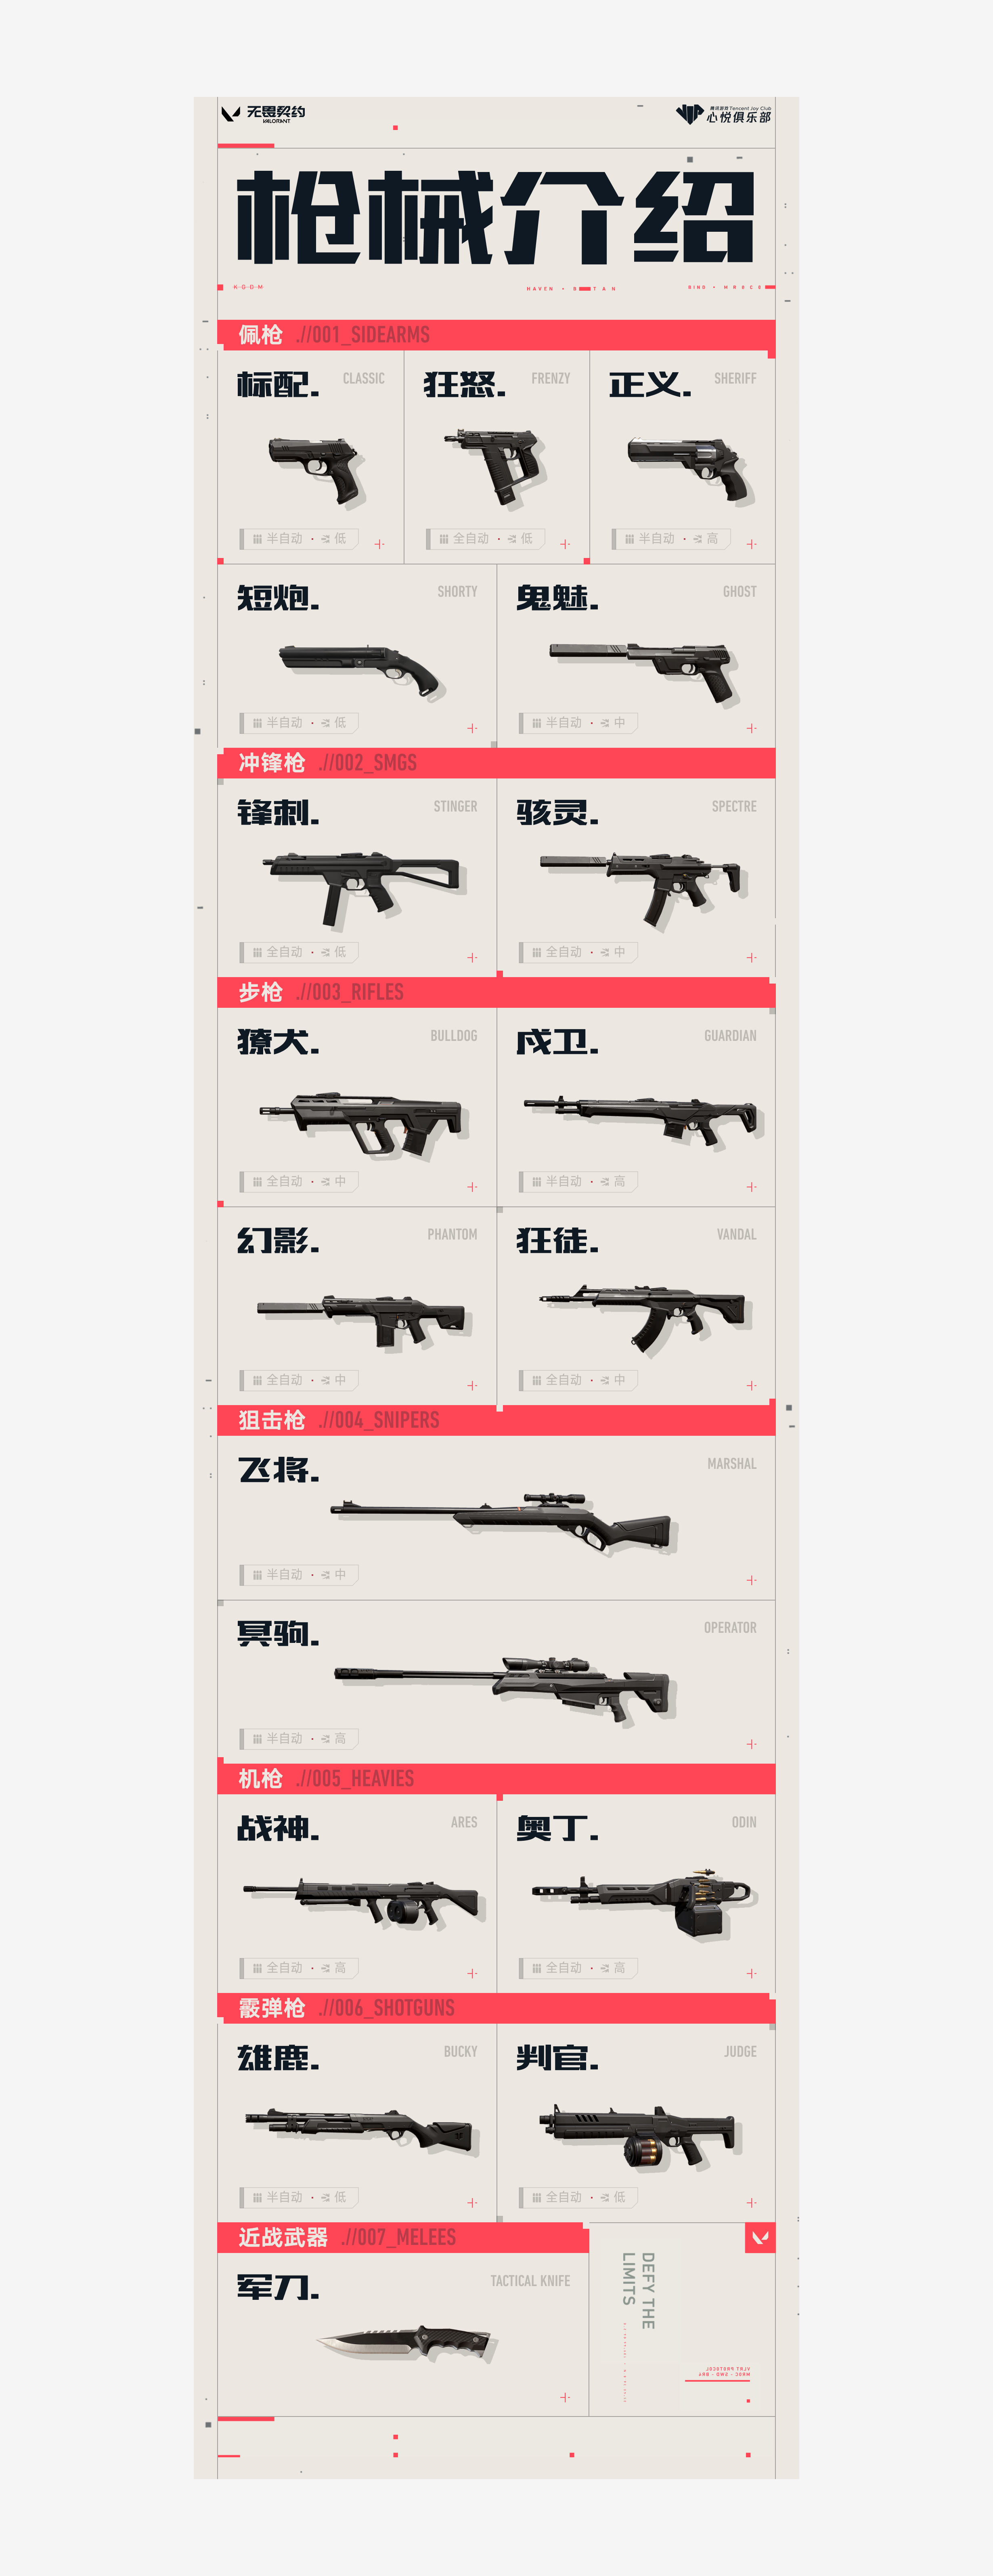 无畏契约
VALORANT
腾讯游戏 Tencent Joy Club
心悦俱乐部
枪械介绍
R-G-D-M
佩枪 .//001_SIDEARMS
标配. CLASSIC
狂怒. FRENZY
正义. SHERIFF
半自动 · 低
全自动 · 低
半自动 · 高
短炮. SHORTY
鬼魅. GHOST
半自动 · 低
半自动 · 中
冲锋枪 .//002_SMGS
锋刺. STINGER
骇灵. SPECTRE
全自动 · 低
全自动 · 中
步枪 .//003_RIFLES
獠犬. BULLDOG
戍卫. GUARDIAN
全自动 · 中
半自动 · 高
幻影. PHANTOM
狂徒. VANDAL
全自动 · 中
全自动 · 中
狙击枪 .//004_SNIPERS
飞将. MARSHAL
半自动 · 中
冥驹. OPERATOR
半自动 · 高
机枪 .//005_HEAVIES
战神. ARES
奥丁. ODIN
全自动 · 高
全自动 · 高
霰弹枪 .//006_SHOTGUNS
雄鹿. BUCKY
判官. JUDGE
半自动 · 低
全自动 · 低
近战武器 .//007_MELEES
军刀. TACTICAL KNIFE
DEFY THE
LIMITS